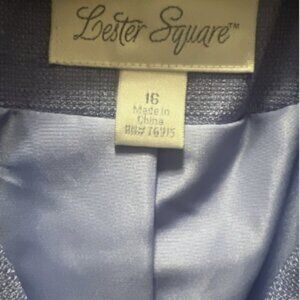 Lester Square™
16
Made in
China
RN# 76915